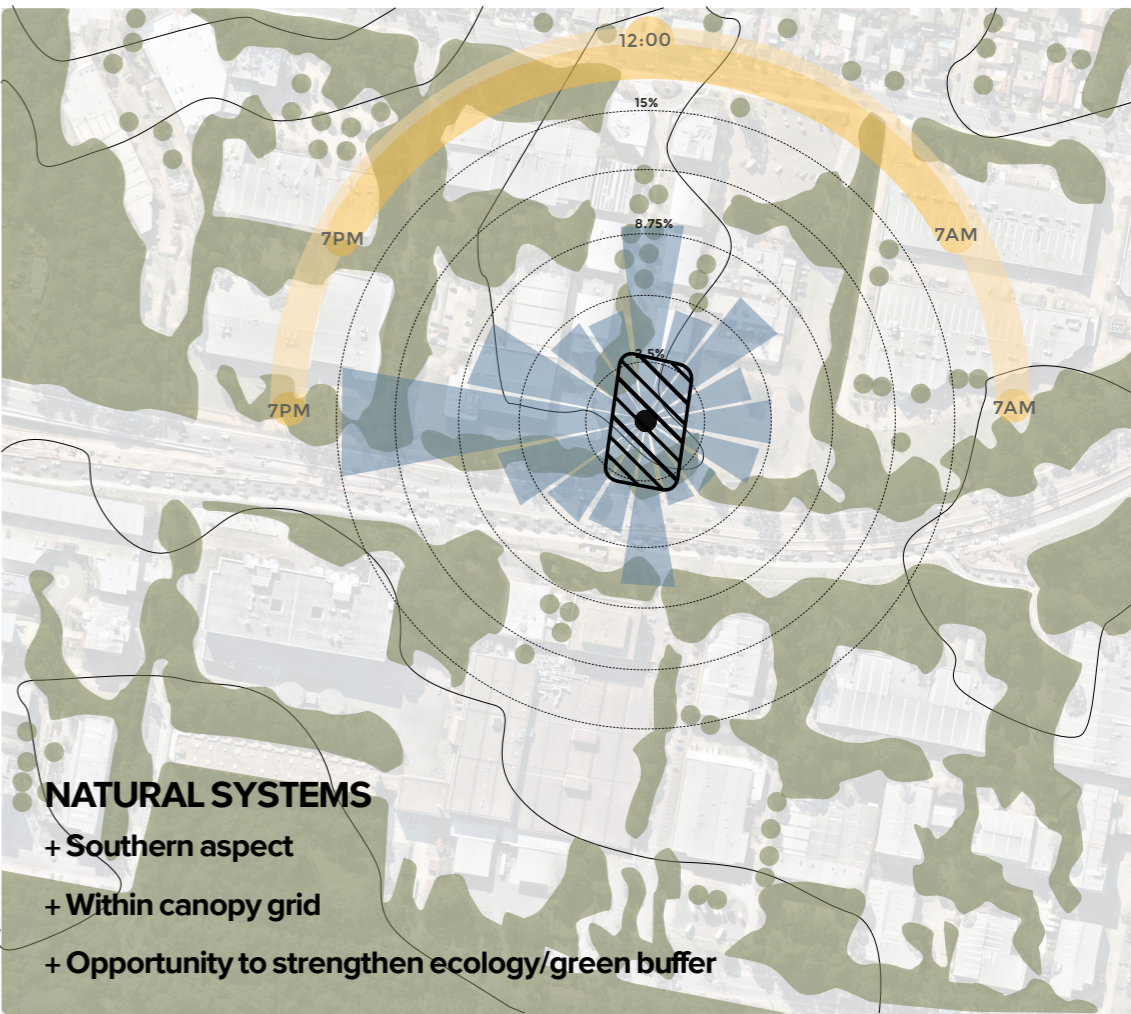 12:00
15%
7PM
7AM
8.75%
7PM
7AM
NATURAL SYSTEMS
+ Southern aspect
+ Within canopy grid
+ Opportunity to strengthen ecology/green buffer